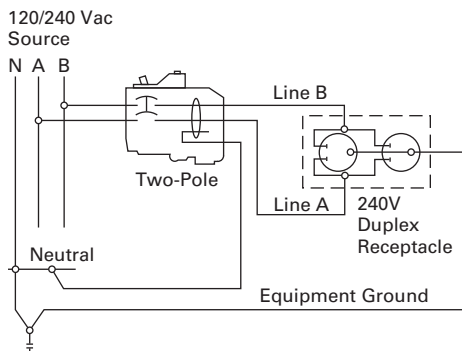 120/240 Vac
Source
N A B
Line B
Two-Pole
Line A
240V
Duplex
Receptacle
Neutral
Equipment Ground